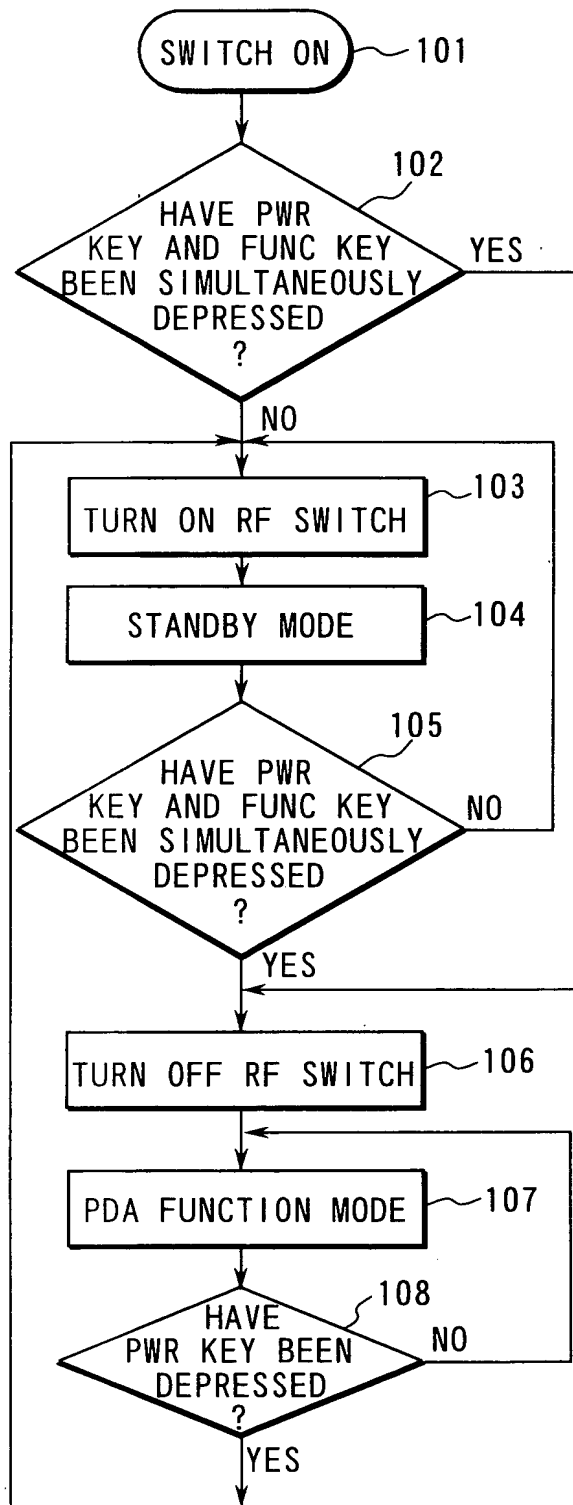 SWITCH ON
101
102
HAVE PWR
KEY AND FUNC KEY
BEEN SIMULTANEOUSLY
DEPRESSED
?
YES
NO
103
TURN ON RF SWITCH
STANDBY MODE
104
105
HAVE PWR
KEY AND FUNC KEY
BEEN SIMULTANEOUSLY
DEPRESSED
?
NO
YES
TURN OFF RF SWITCH
106
PDA FUNCTION MODE
107
108
HAVE
PWR KEY BEEN
DEPRESSED
?
NO
YES